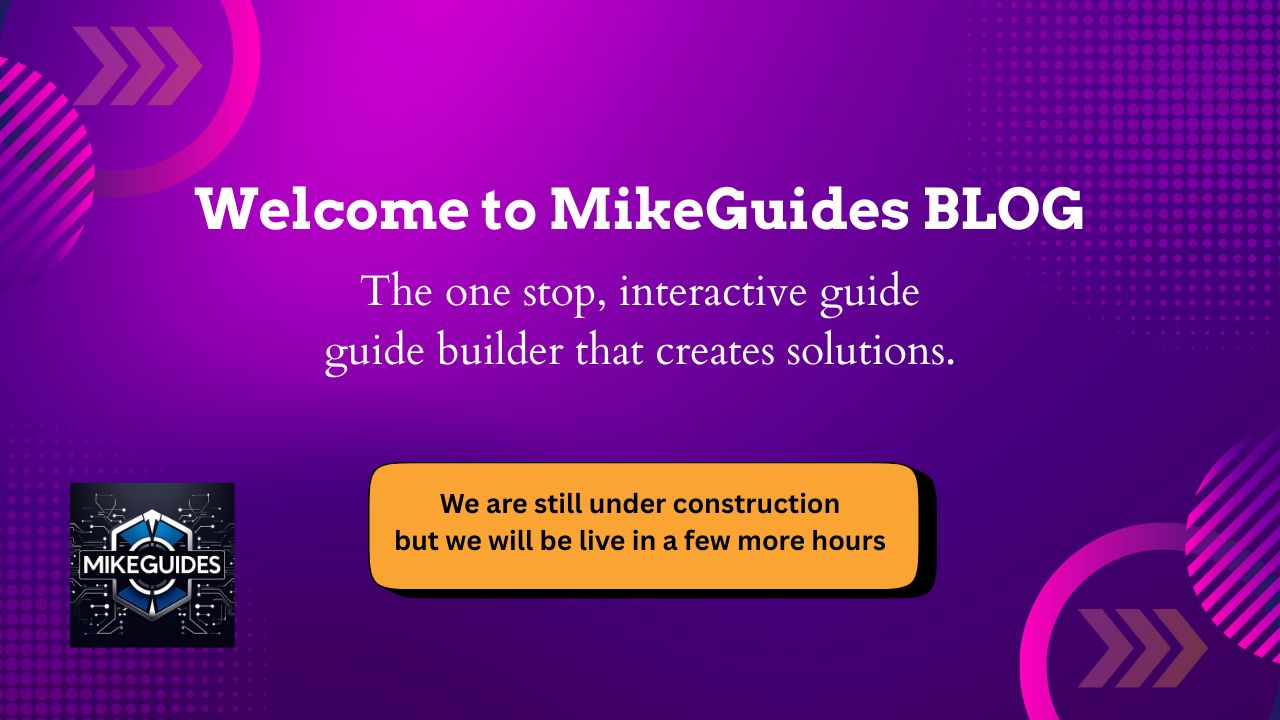 Welcome to MikeGuides BLOG
The one stop, interactive guide
guide builder that creates solutions.
We are still under construction
but we will be live in a few more hours
MIKEGUIDES